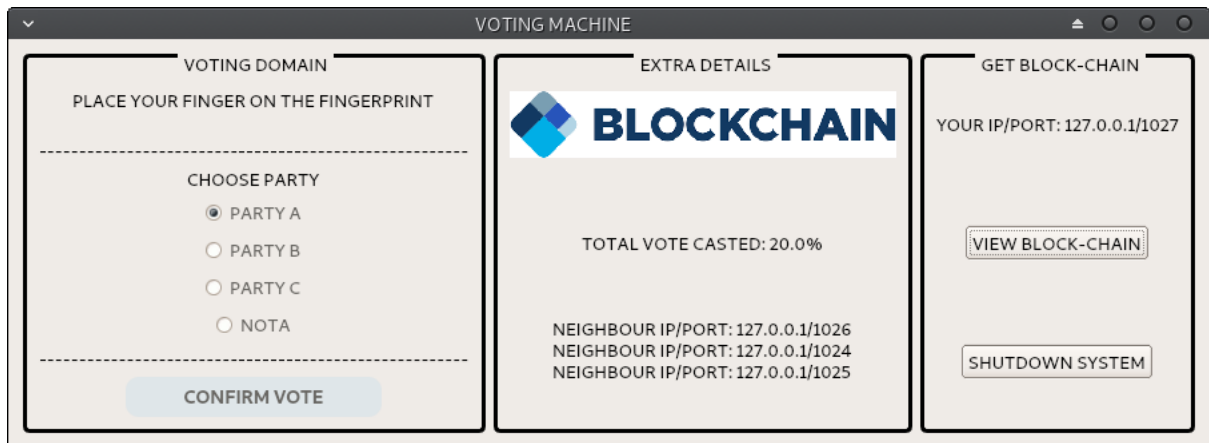 VOTING MACHINE
VOTING DOMAIN
PLACE YOUR FINGER ON THE FINGERPRINT
CHOOSE PARTY
PARTY A
PARTY B
PARTY C
NOTA
CONFIRM VOTE
EXTRA DETAILS
BLOCKCHAIN
TOTAL VOTE CASTED: 20.0%
NEIGHBOUR IP/PORT: 127.0.0.1/1026
NEIGHBOUR IP/PORT: 127.0.0.1/1024
NEIGHBOUR IP/PORT: 127.0.0.1/1025
GET BLOCK-CHAIN
YOUR IP/PORT: 127.0.0.1/1027
VIEW BLOCK-CHAIN
SHUTDOWN SYSTEM